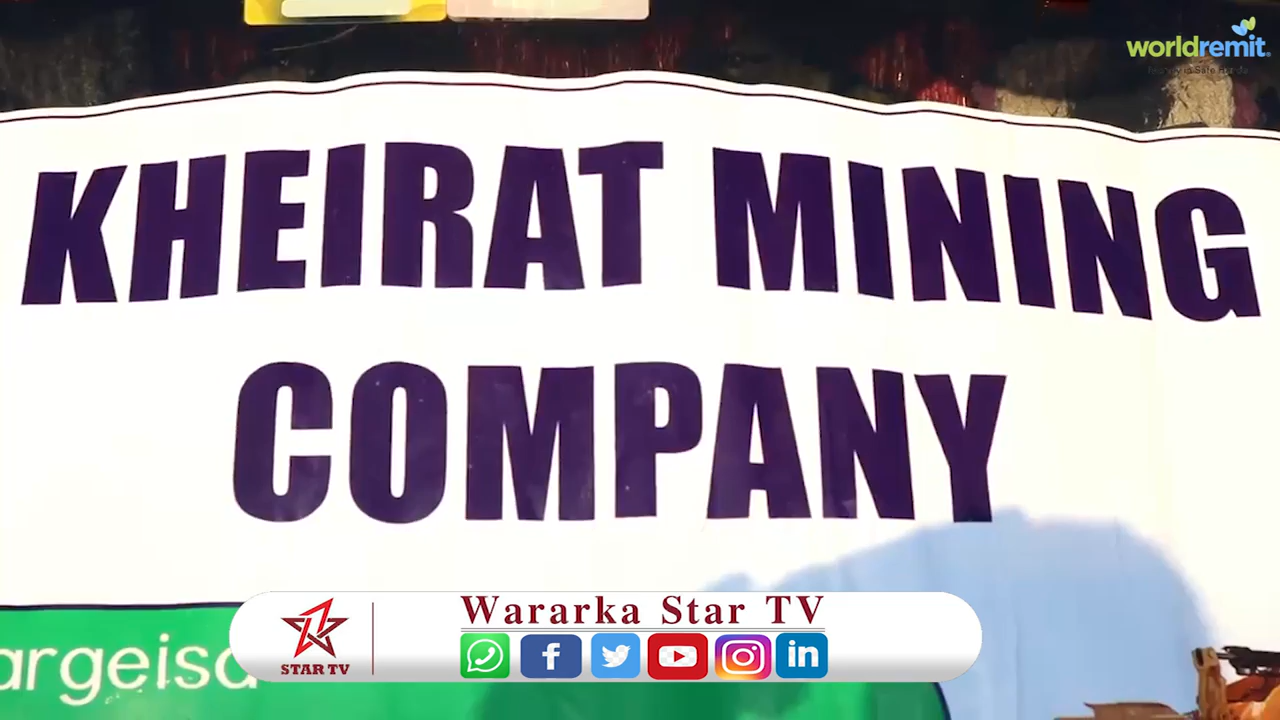 worldremit
KHEIRAT MINING
COMPANY
argeisa
Wararka Star TV
STAR TV